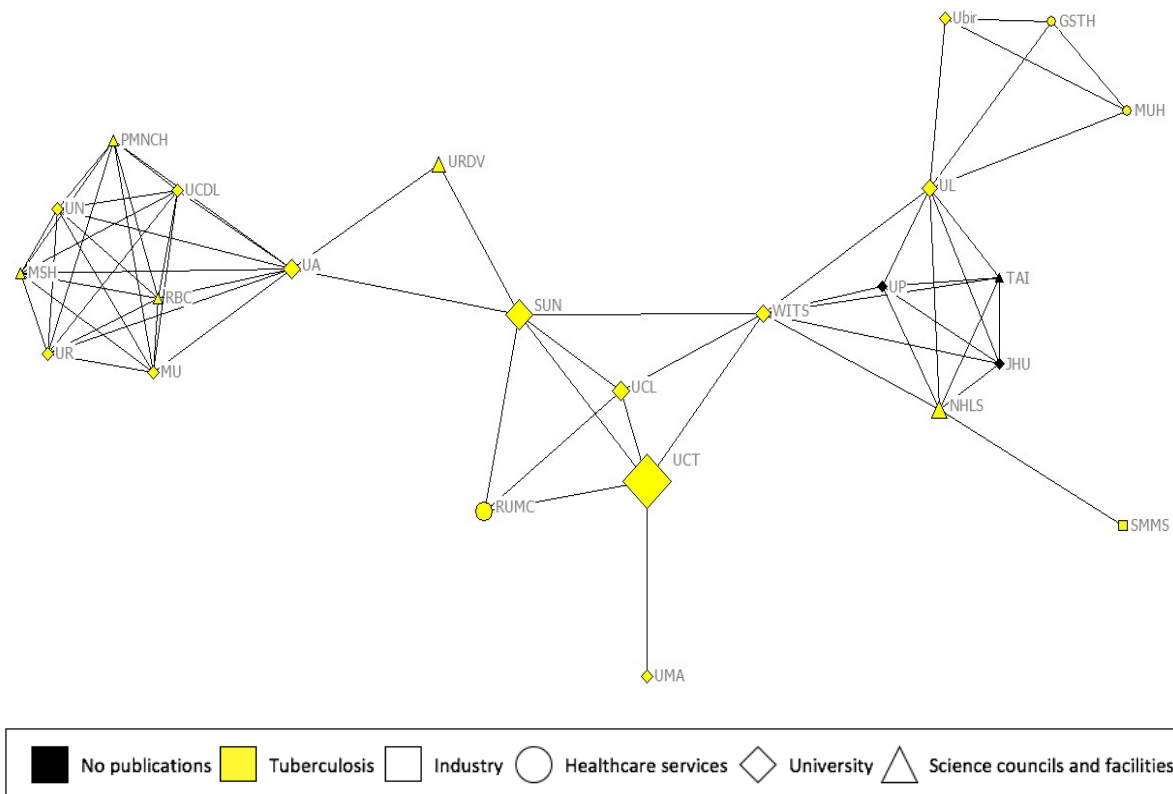 Ubir
GSTH
MUH
PMNCH
URDV
UCDL
UL
UN
UA
MSH
TAI
UP
RBC
SUN
WITS
UR
MU
JHU
UCL
NHLS
UCT
RUMC
SMMS
UMA
No publications Tuberculosis Industry Healthcare services University Science councils and facilities